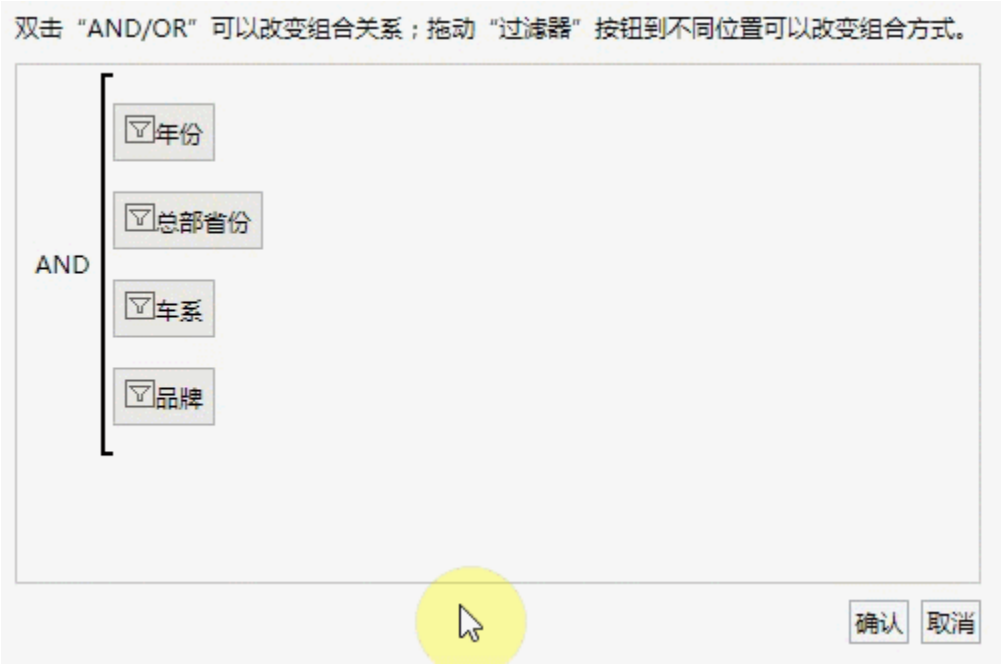 双击“AND/OR”可以改变组合关系；拖动“过滤器”按钮到不同位置可以改变组合方式。
年份
总部省份
AND
车系
品牌
确认 取消